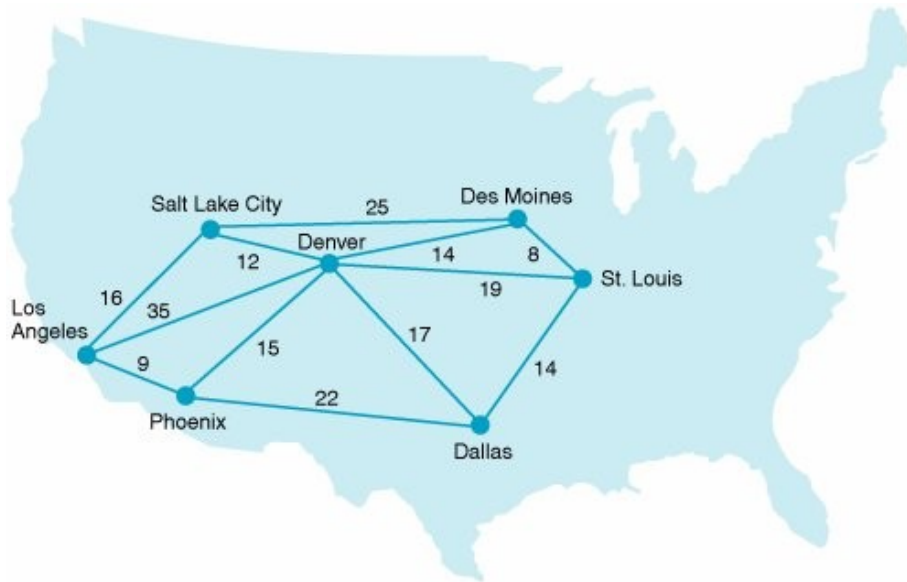 25
Des Moines
Salt Lake City
Denver
12
14
8
19
St. Louis
16
35
Los
Angeles
9
15
17
14
22
Phoenix
Dallas